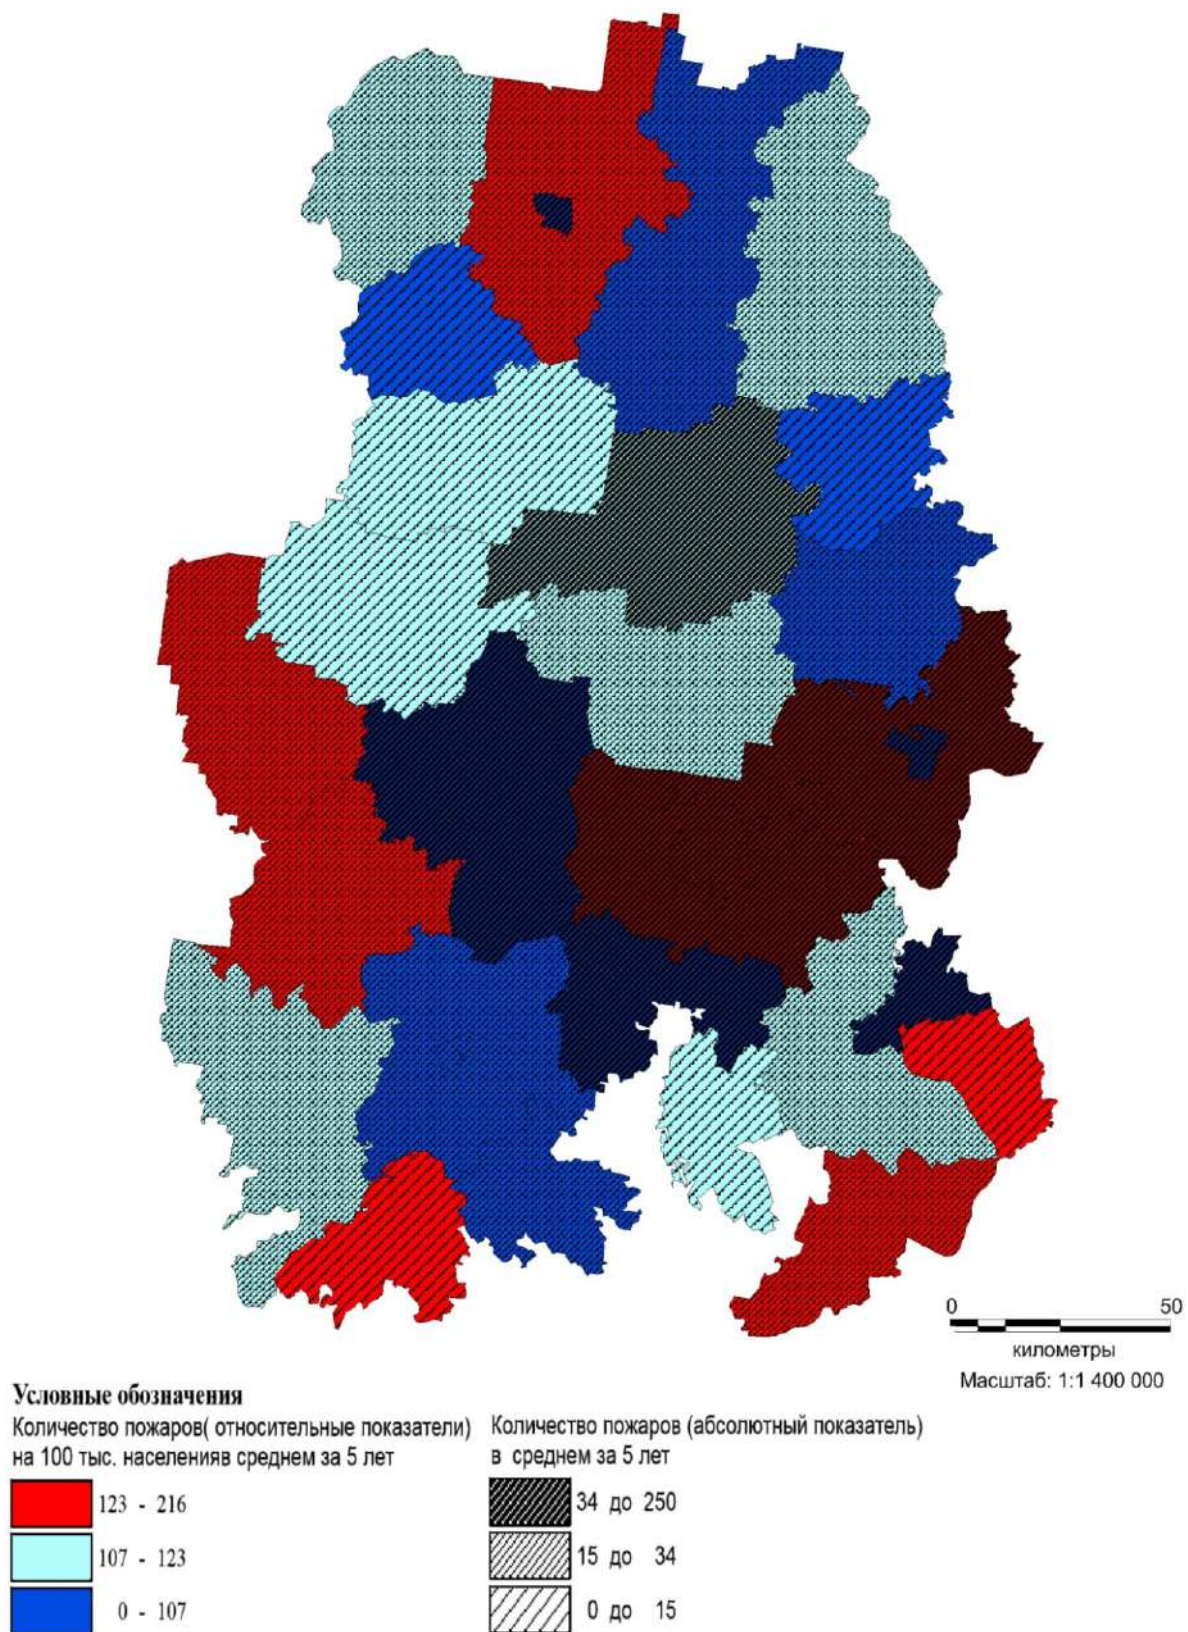 0 50
километры
Масштаб: 1:1 400 000
Условные обозначения
Количество пожаров( относительные показатели)
на 100 тыс. населенияв среднем за 5 лет
123 - 216
107 - 123
0 - 107
Количество пожаров (абсолютный показатель)
в среднем за 5 лет
34 до 250
15 до 34
0 до 15